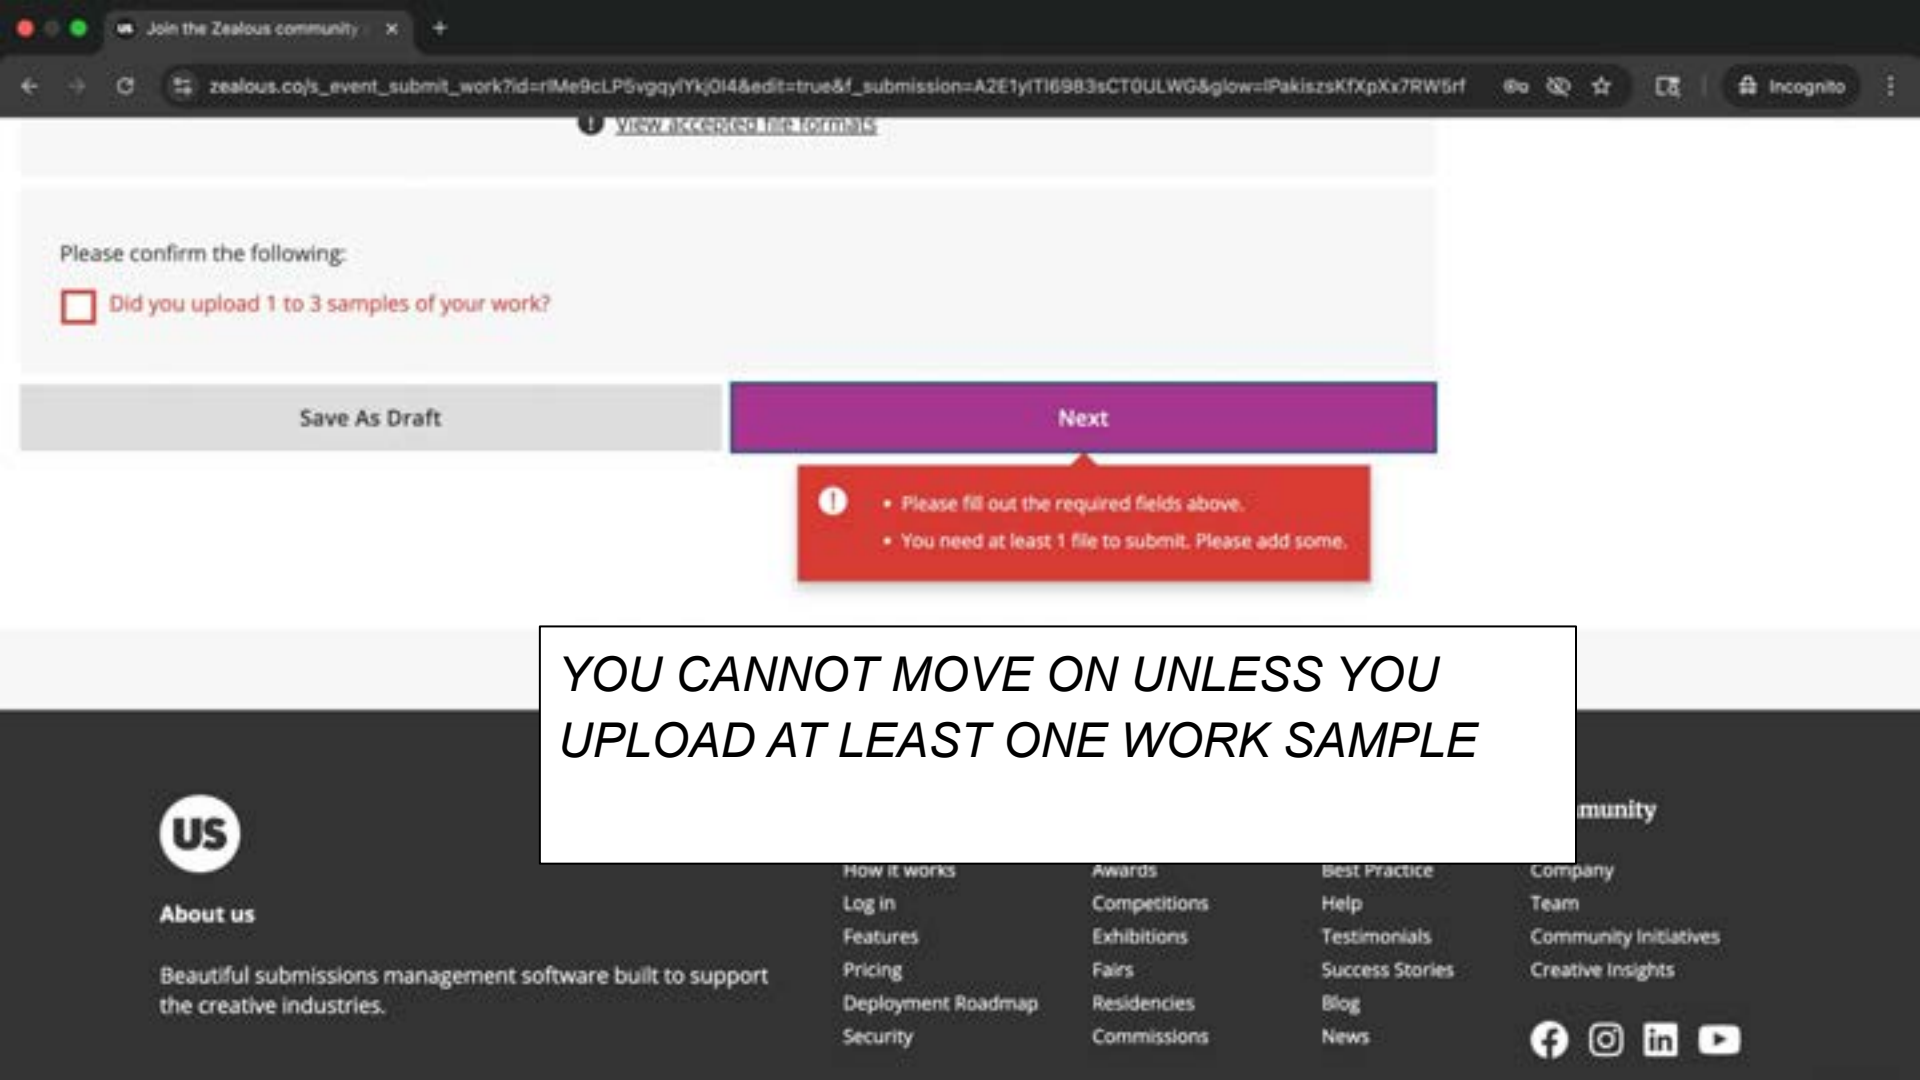 Join the Zealous community
zealous.co/s_event_submit_work?id=rIMe9cLP5vgqyIYkj0I4&edit=true&f_submission=A2E1yITI6983sCT0ULWG&glow=IPakiszsKfXpXx7RW5rf
Incognito
View accepted file formats
Please confirm the following:
Did you upload 1 to 3 samples of your work?
Save As Draft
Next
• Please fill out the required fields above.
• You need at least 1 file to submit. Please add some.
YOU CANNOT MOVE ON UNLESS YOU
UPLOAD AT LEAST ONE WORK SAMPLE
US
About us
Beautiful submissions management software built to support
the creative industries.
How it works
Log in
Features
Pricing
Deployment Roadmap
Security
Awards
Competitions
Exhibitions
Fairs
Residencies
Commissions
Best Practice
Help
Testimonials
Success Stories
Blog
News
munity
Company
Team
Community Initiatives
Creative Insights